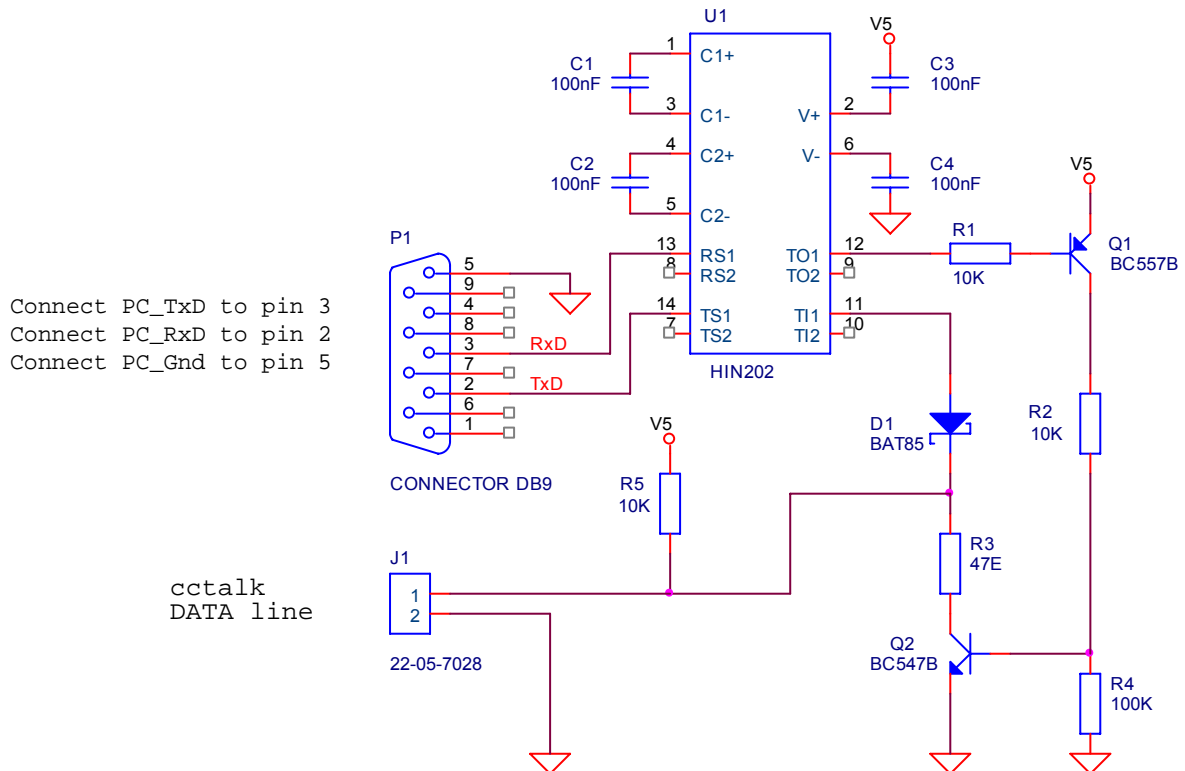 U1
V5
1
C1+
C1
100nF
C3
100nF
3
C1-
V+
2
4
C2+
V-
6
C2
100nF
C4
100nF
5
C2-
V5
P1
R1
10K
Q1
BC557B
13
RS1
TO1
12
8
RS2
TO2
9
14
TS1
TI1
11
7
TS2
TI2
10
HIN202
5
9
4
8
3
7
2
6
1
RxD
TxD
Connect PC_TxD to pin 3
Connect PC_RxD to pin 2
Connect PC_Gnd to pin 5
CONNECTOR DB9
V5
R5
10K
D1
BAT85
R2
10K
R3
47E
J1
1
2
22-05-7028
cctalk
DATA line
Q2
BC547B
R4
100K